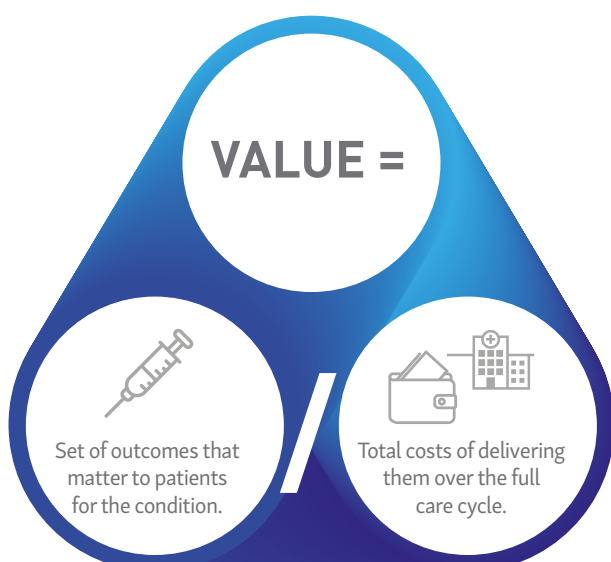 VALUE =
Set of outcomes that
matter to patients
for the condition.
/
Total costs of delivering
them over the full
care cycle.